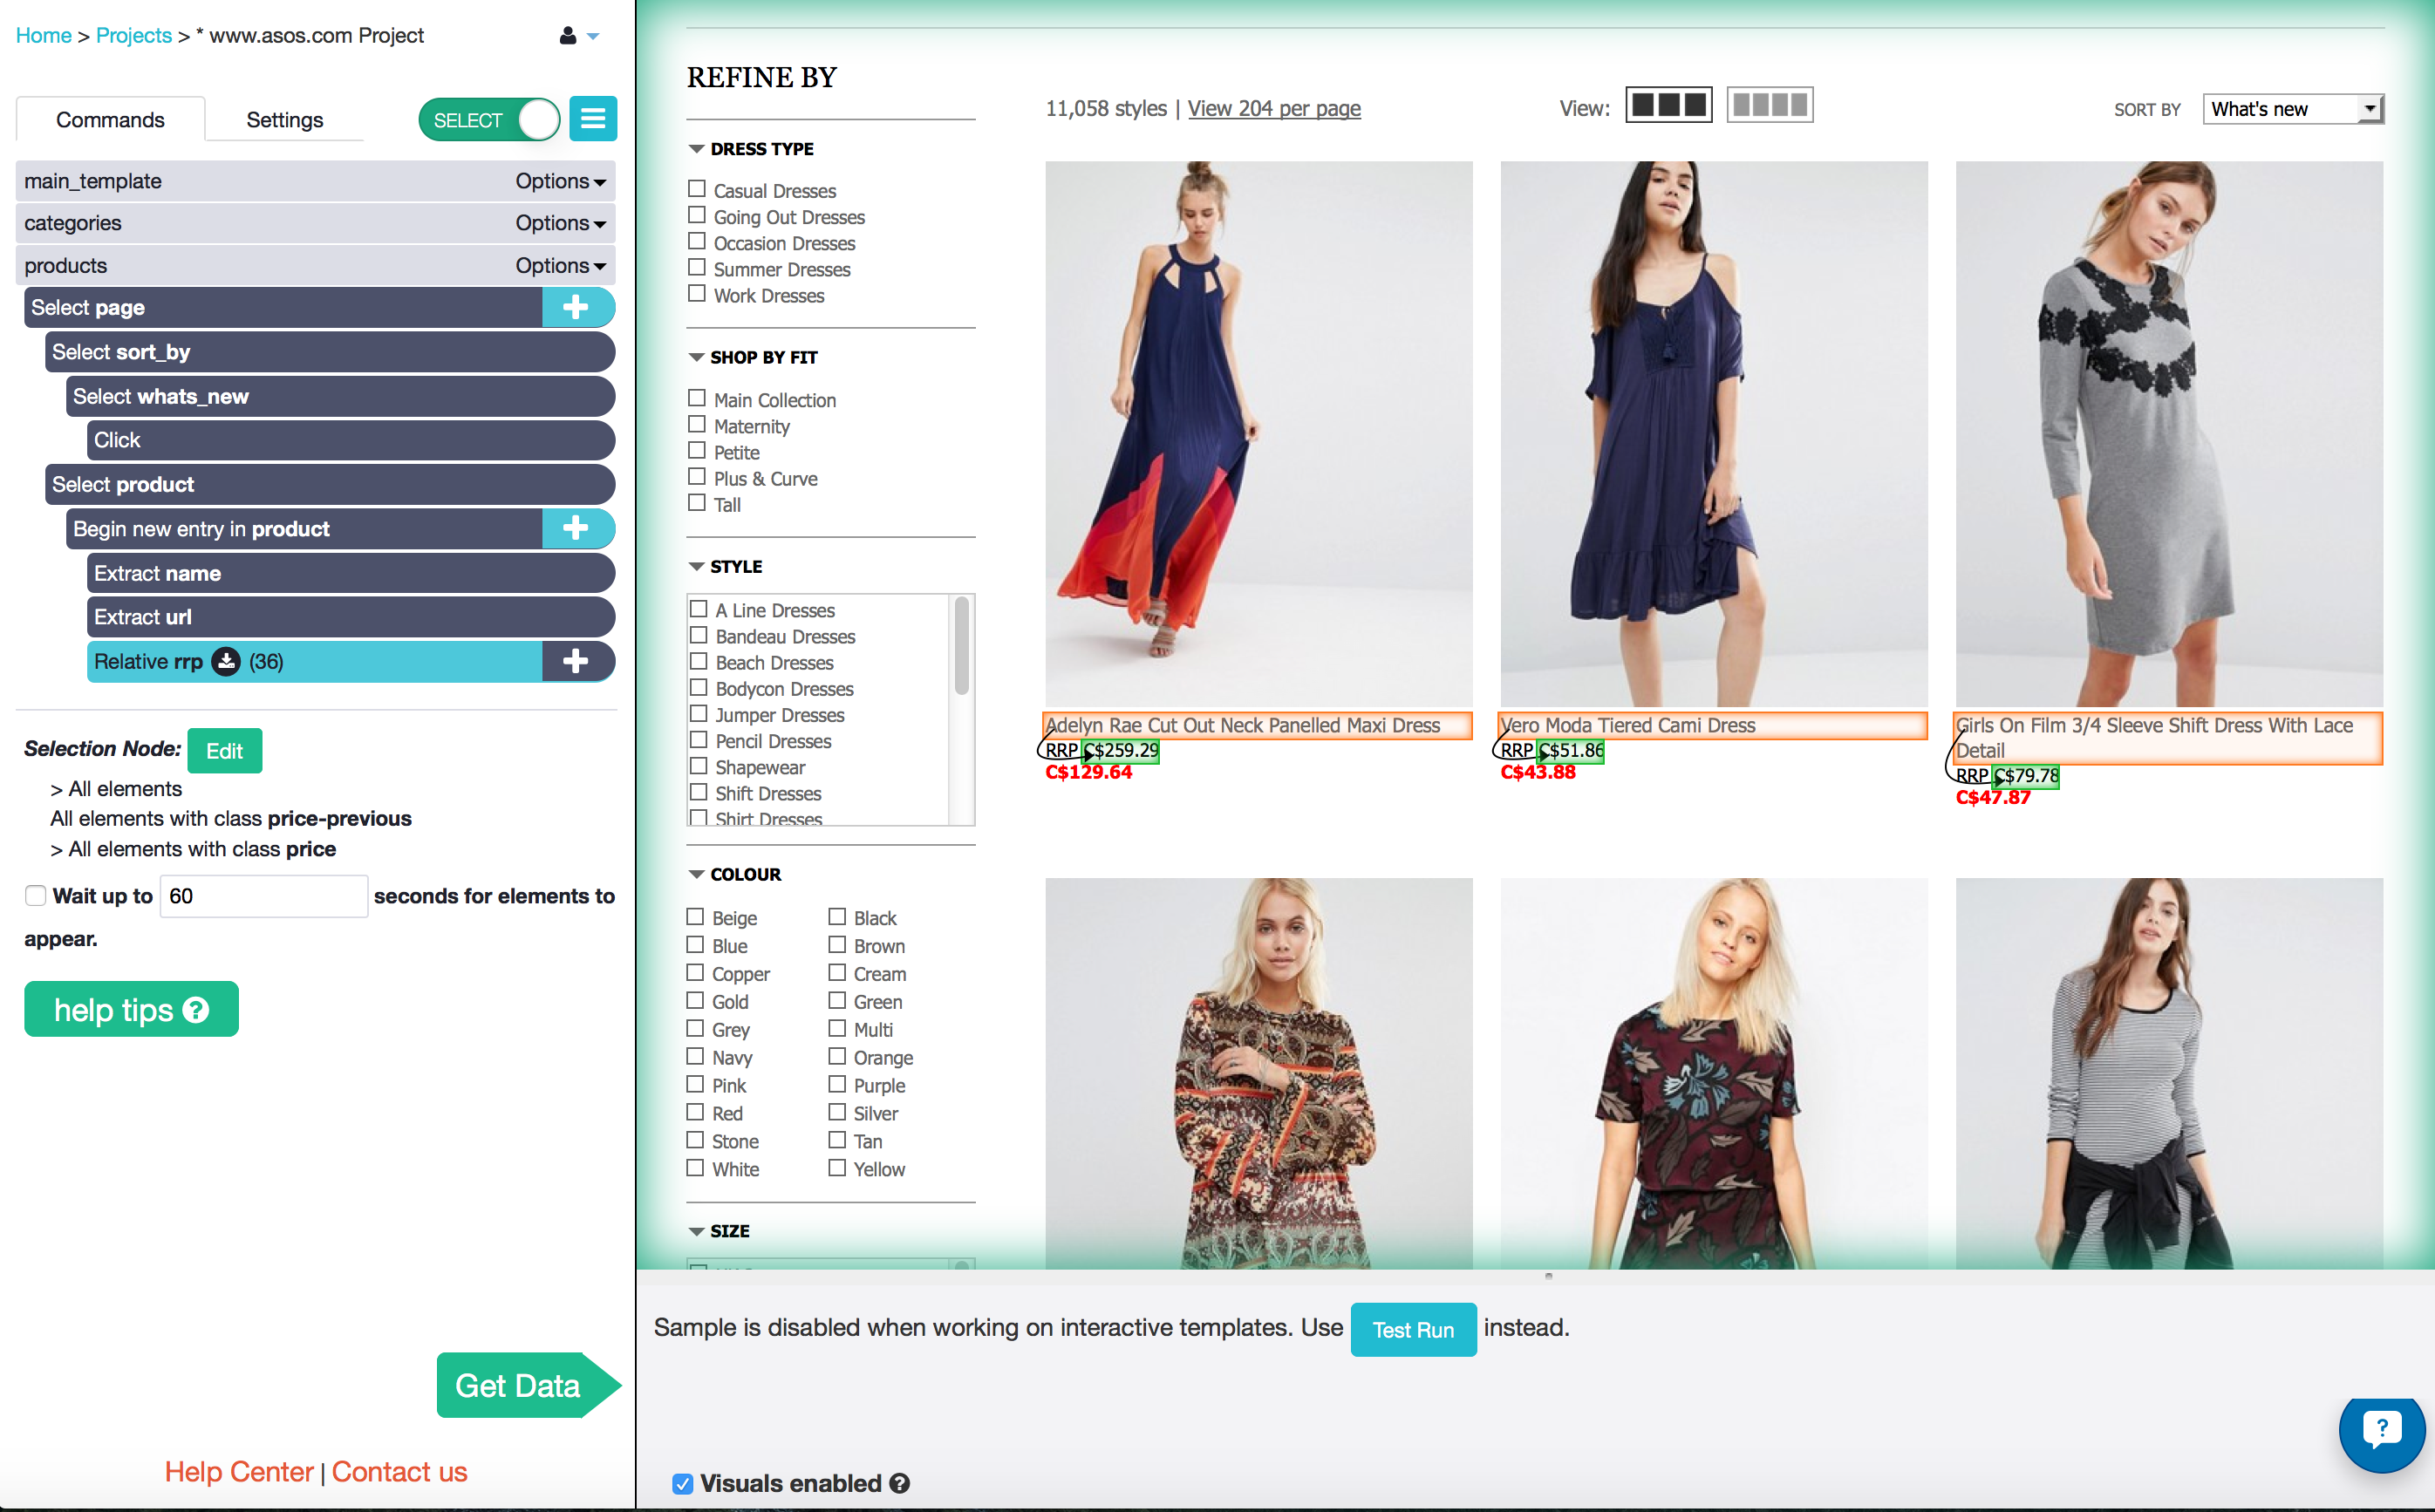 Home > Projects > * www.asos.com Project
Commands
Settings
SELECT
main_template
Options
categories
Options
products
Options
Select page
Select sort_by
Select whats_new
Click
Select product
Begin new entry in product
Extract name
Extract url
Relative rrp (36)
Selection Node:
Edit
> All elements
All elements with class price-previous
> All elements with class price
Wait up to 60 seconds for elements to
appear.
help tips ?
Get Data
Help Center | Contact us
REFINE BY
DRESS TYPE
Casual Dresses
Going Out Dresses
Occasion Dresses
Summer Dresses
Work Dresses
SHOP BY FIT
Main Collection
Maternity
Petite
Plus & Curve
Tall
STYLE
A Line Dresses
Bandeau Dresses
Beach Dresses
Bodycon Dresses
Jumper Dresses
Pencil Dresses
Shapewear
Shift Dresses
Shirt Dresses
COLOUR
Beige
Black
Blue
Brown
Copper
Cream
Gold
Green
Grey
Multi
Navy
Orange
Pink
Purple
Red
Silver
Stone
Tan
White
Yellow
SIZE
11,058 styles | View 204 per page
View:
SORT BY
What's new
Adelyn Rae Cut Out Neck Panelled Maxi Dress
RRP C$259.29
C$129.64
Vero Moda Tiered Cami Dress
RRP C$51.86
C$43.88
Girls On Film 3/4 Sleeve Shift Dress With Lace
Detail
RRP C$79.78
C$47.87
Sample is disabled when working on interactive templates. Use Test Run instead.
Visuals enabled ?
?